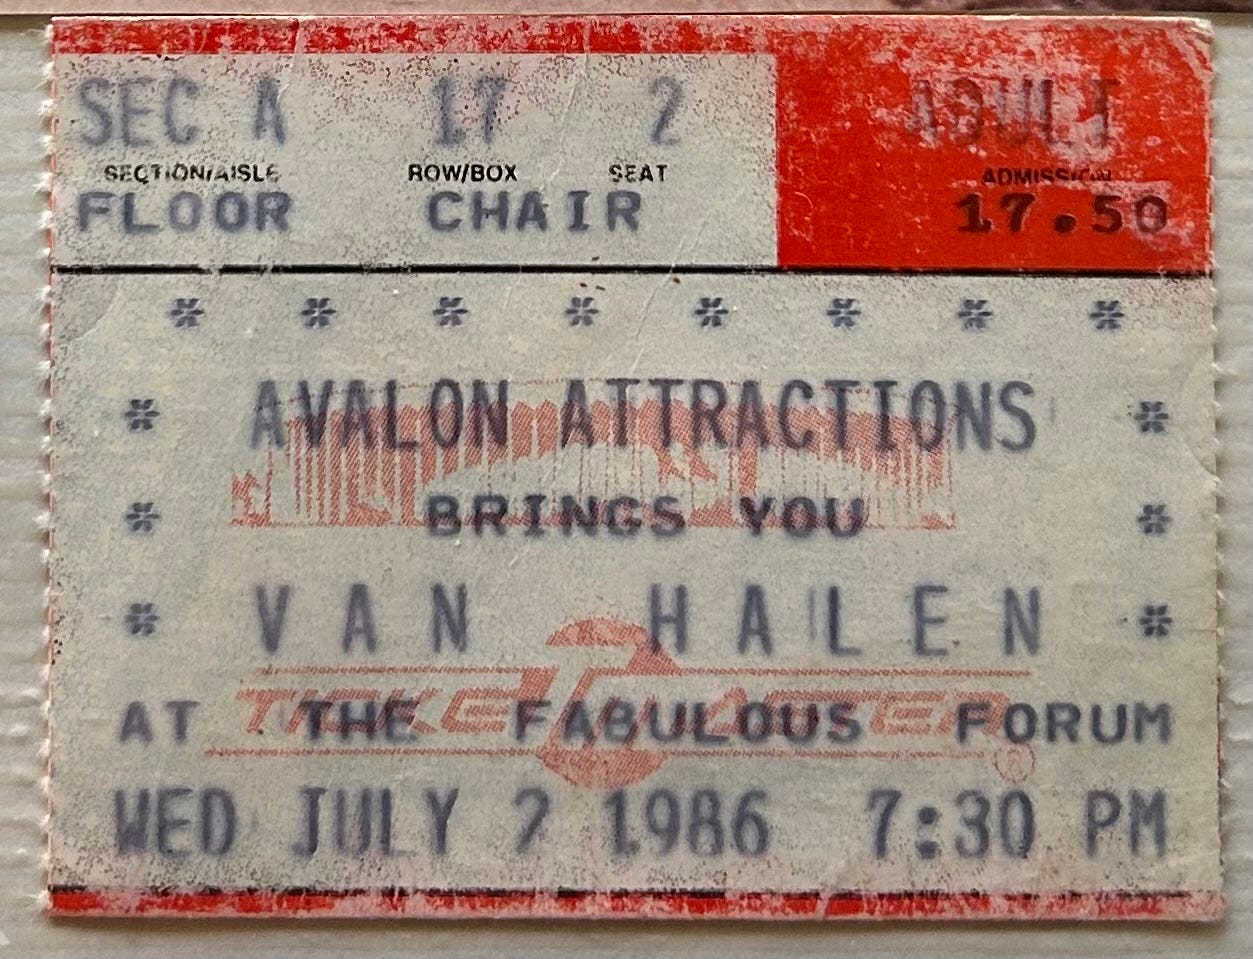 SEC A 17 2 ADULT
SECTION/AISLE ROW/BOX SEAT ADMISSION
FLOOR CHAIR 17.50
* * * * * * * *
* AVALON ATTRACTIONS *
* BRINGS YOU *
* VAN HALEN *
TICKETMASTER
AT THE FABULOUS FORUM
WED JULY 2 1986 7:30 PM